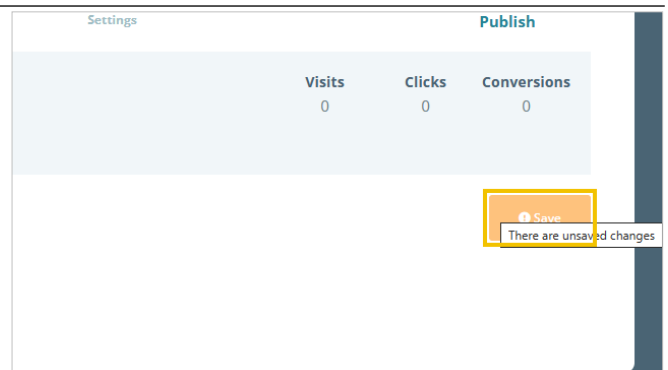 Settings Publish
Visits Clicks Conversions
0 0 0
Save
There are unsaved changes